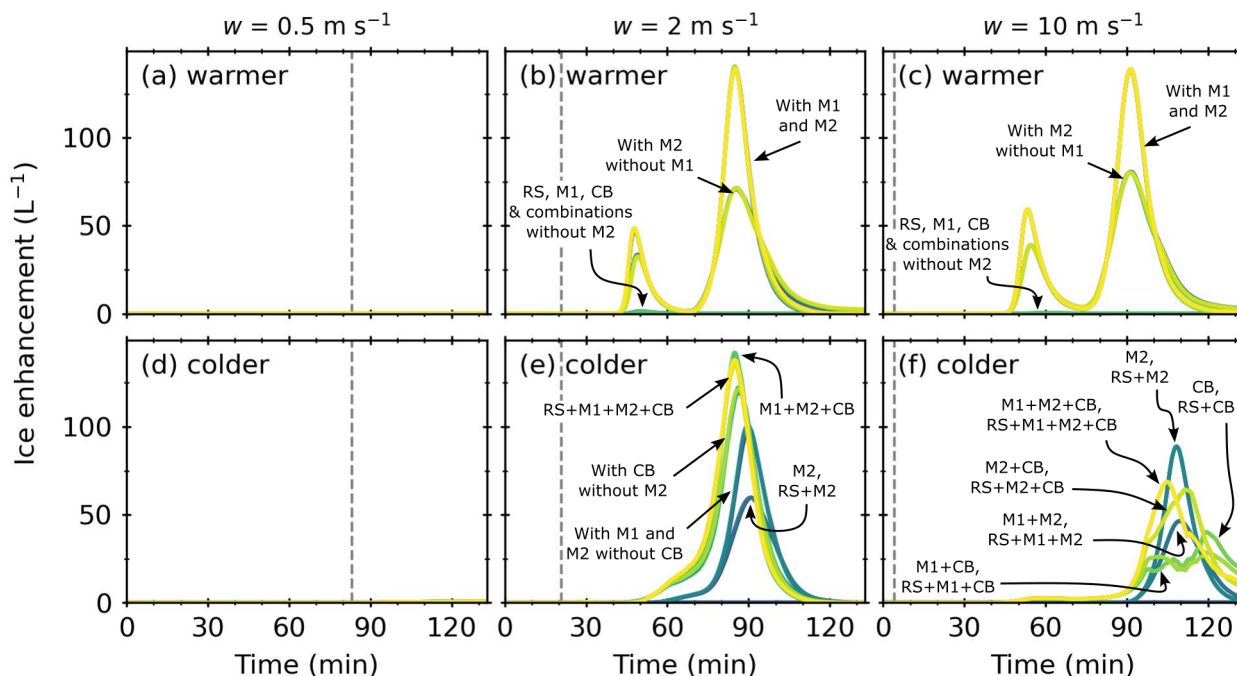 w = 0.5 m s⁻¹
w = 2 m s⁻¹
w = 10 m s⁻¹
Ice enhancement (L⁻¹)
(a) warmer
100
50
0
(b) warmer
With M1
and M2
With M2
without M1
RS, M1, CB
& combinations
without M2
(c) warmer
With M1
and M2
With M2
without M1
RS, M1, CB
& combinations
without M2
(d) colder
100
50
0
0 30 60 90 120
Time (min)
(e) colder
RS+M1+M2+CB
M1+M2+CB
With CB
without M2
M2,
RS+M2
With M1 and
M2 without CB
0 30 60 90 120
Time (min)
(f) colder
M2,
RS+M2
CB,
RS+CB
M1+M2+CB,
RS+M1+M2+CB
M2+CB,
RS+M2+CB
M1+M2,
RS+M1+M2
M1+CB,
RS+M1+CB
0 30 60 90 120
Time (min)